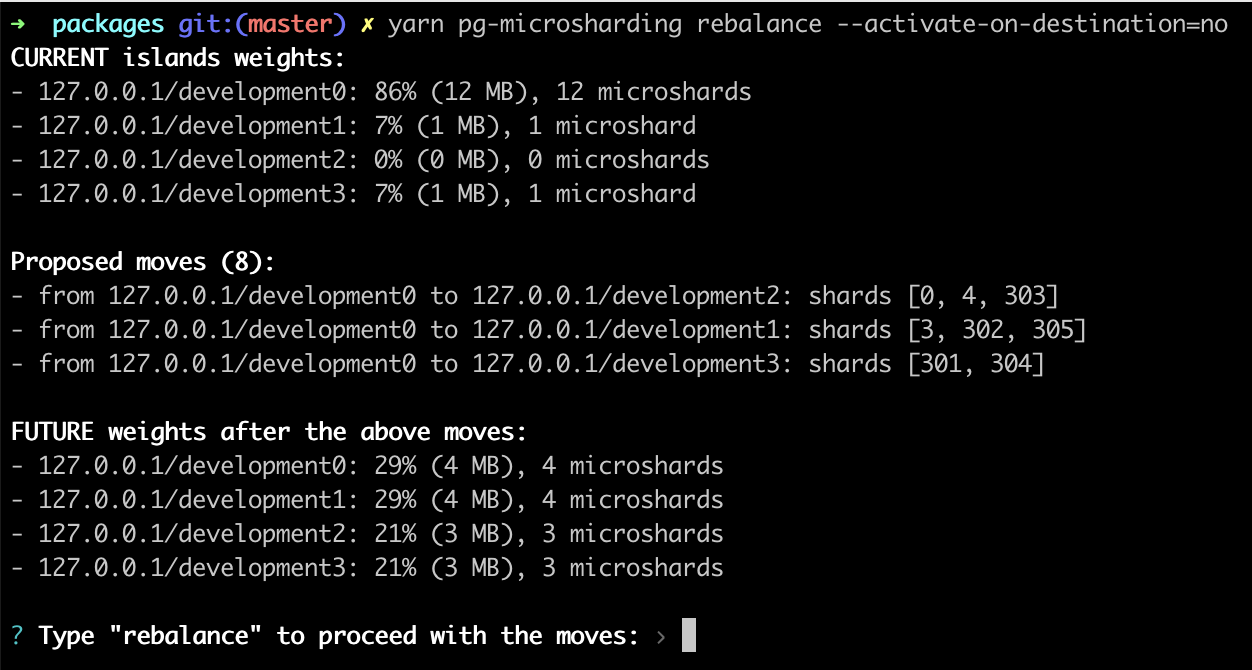 ➜ packages git:(master) ✗ yarn pg-microsharding rebalance --activate-on-destination=no
CURRENT islands weights:
- 127.0.0.1/development0: 86% (12 MB), 12 microshards
- 127.0.0.1/development1: 7% (1 MB), 1 microshard
- 127.0.0.1/development2: 0% (0 MB), 0 microshards
- 127.0.0.1/development3: 7% (1 MB), 1 microshard
Proposed moves (8):
- from 127.0.0.1/development0 to 127.0.0.1/development2: shards [0, 4, 303]
- from 127.0.0.1/development0 to 127.0.0.1/development1: shards [3, 302, 305]
- from 127.0.0.1/development0 to 127.0.0.1/development3: shards [301, 304]
FUTURE weights after the above moves:
- 127.0.0.1/development0: 29% (4 MB), 4 microshards
- 127.0.0.1/development1: 29% (4 MB), 4 microshards
- 127.0.0.1/development2: 21% (3 MB), 3 microshards
- 127.0.0.1/development3: 21% (3 MB), 3 microshards
? Type "rebalance" to proceed with the moves: ›